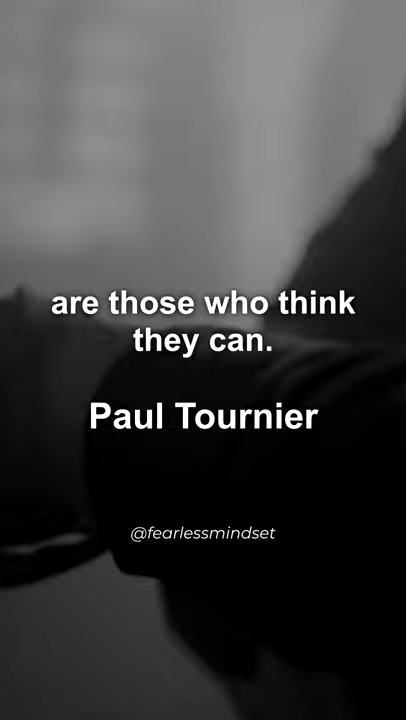 are those who think
they can.
Paul Tournier
@fearlessmindset